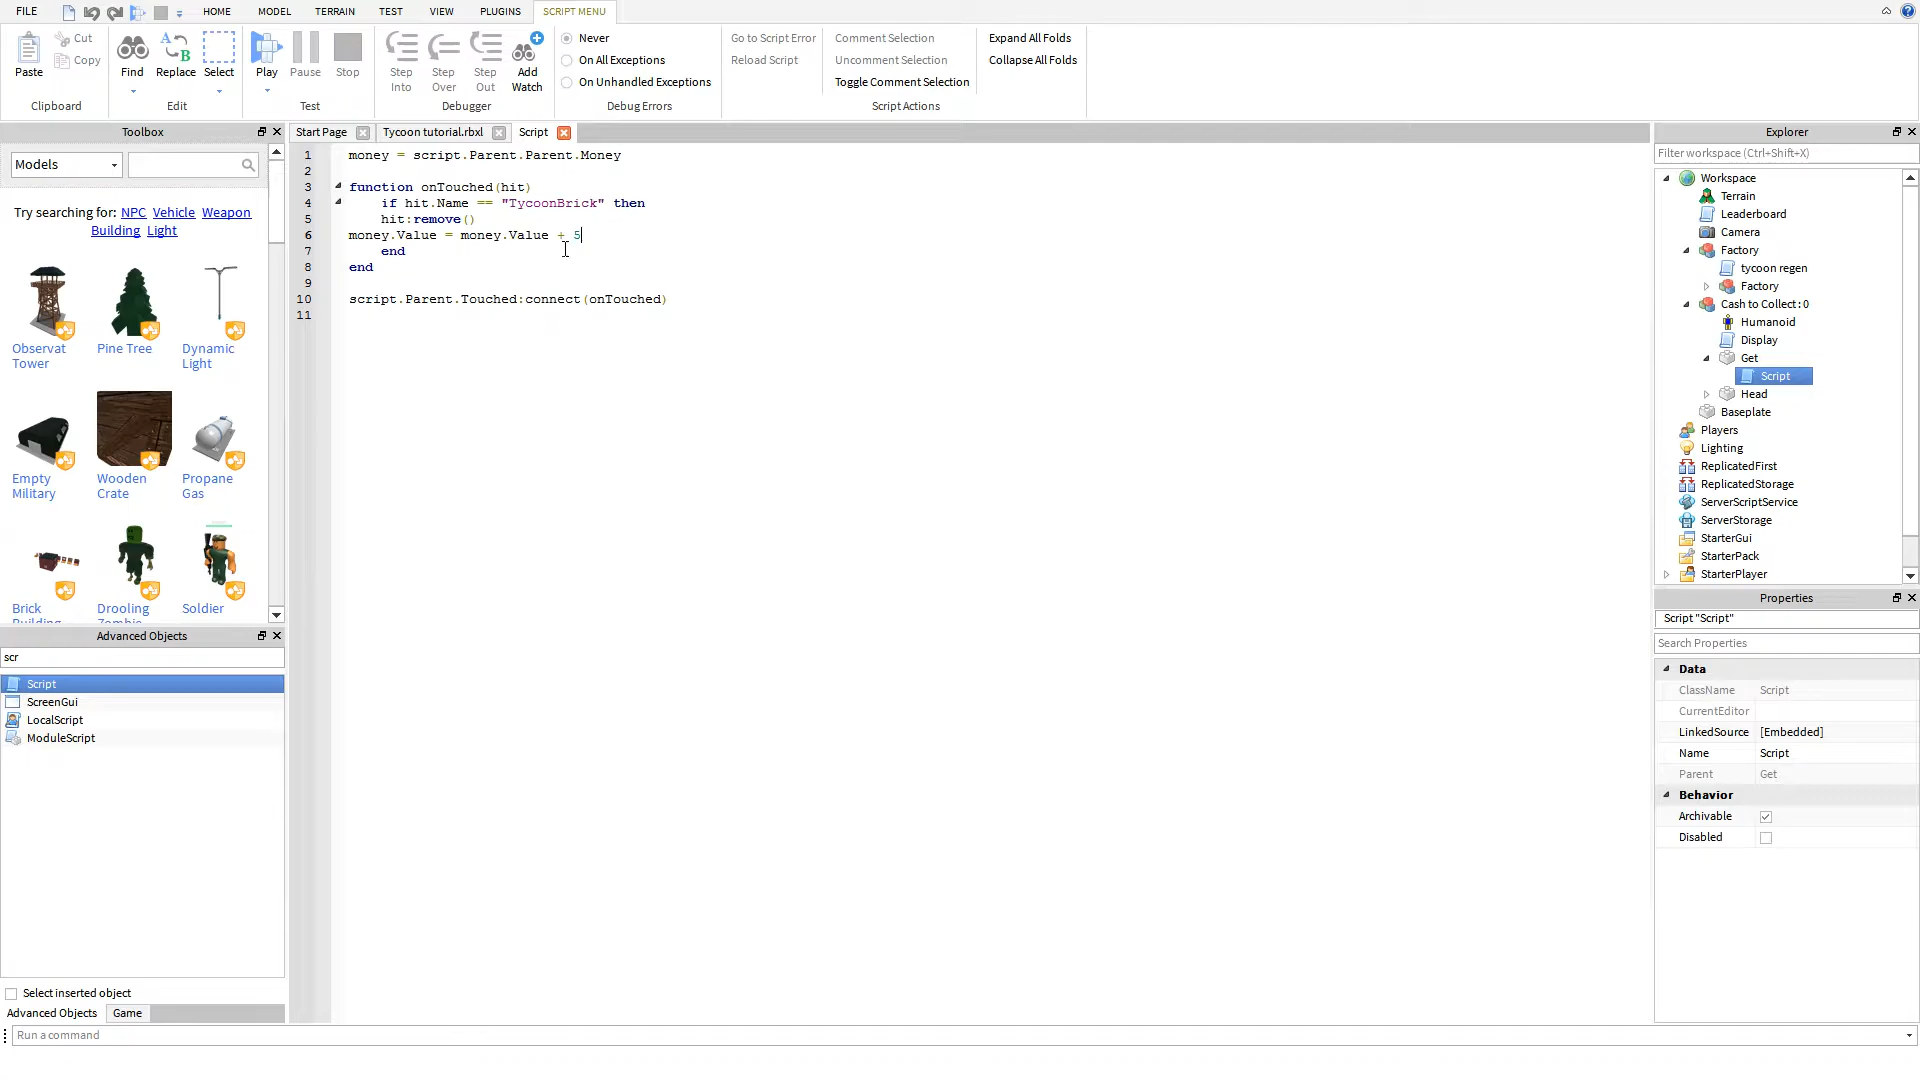 FILE HOME MODEL TERRAIN TEST VIEW PLUGINS SCRIPT MENU
Paste Cut Copy Find Replace Select Play Pause Stop
Step Into Step Over Step Out Add Watch
Never
On All Exceptions
On Unhandled Exceptions
Go to Script Error
Reload Script
Comment Selection
Uncomment Selection
Toggle Comment Selection
Expand All Folds
Collapse All Folds
Clipboard Edit Test Debugger Debug Errors Script Actions
Toolbox
Models
Try searching for: NPC Vehicle Weapon
Building Light
Observat Tower
Pine Tree
Dynamic Light
Empty Military
Wooden Crate
Propane Gas
Brick Building
Drooling Zombie
Soldier
Advanced Objects
scr
Script
ScreenGui
LocalScript
ModuleScript
Select inserted object
Advanced Objects Game
Run a command
Start Page Tycoon tutorial.rbxl Script
1 money = script.Parent.Parent.Money
2
3 function onTouched(hit)
4 if hit.Name == "TycoonBrick" then
5 hit:remove()
6 money.Value = money.Value + 5
7 end
8 end
9
10 script.Parent.Touched:connect(onTouched)
11
Explorer
Filter workspace (Ctrl+Shift+X)
Workspace
Terrain
Leaderboard
Camera
Factory
tycoon regen
Factory
Cash to Collect : 0
Humanoid
Display
Get
Script
Head
Baseplate
Players
Lighting
ReplicatedFirst
ReplicatedStorage
ServerScriptService
ServerStorage
StarterGui
StarterPack
StarterPlayer
Properties
Script "Script"
Search Properties
Data
ClassName Script
CurrentEditor
LinkedSource [Embedded]
Name Script
Parent Get
Behavior
Archivable
Disabled